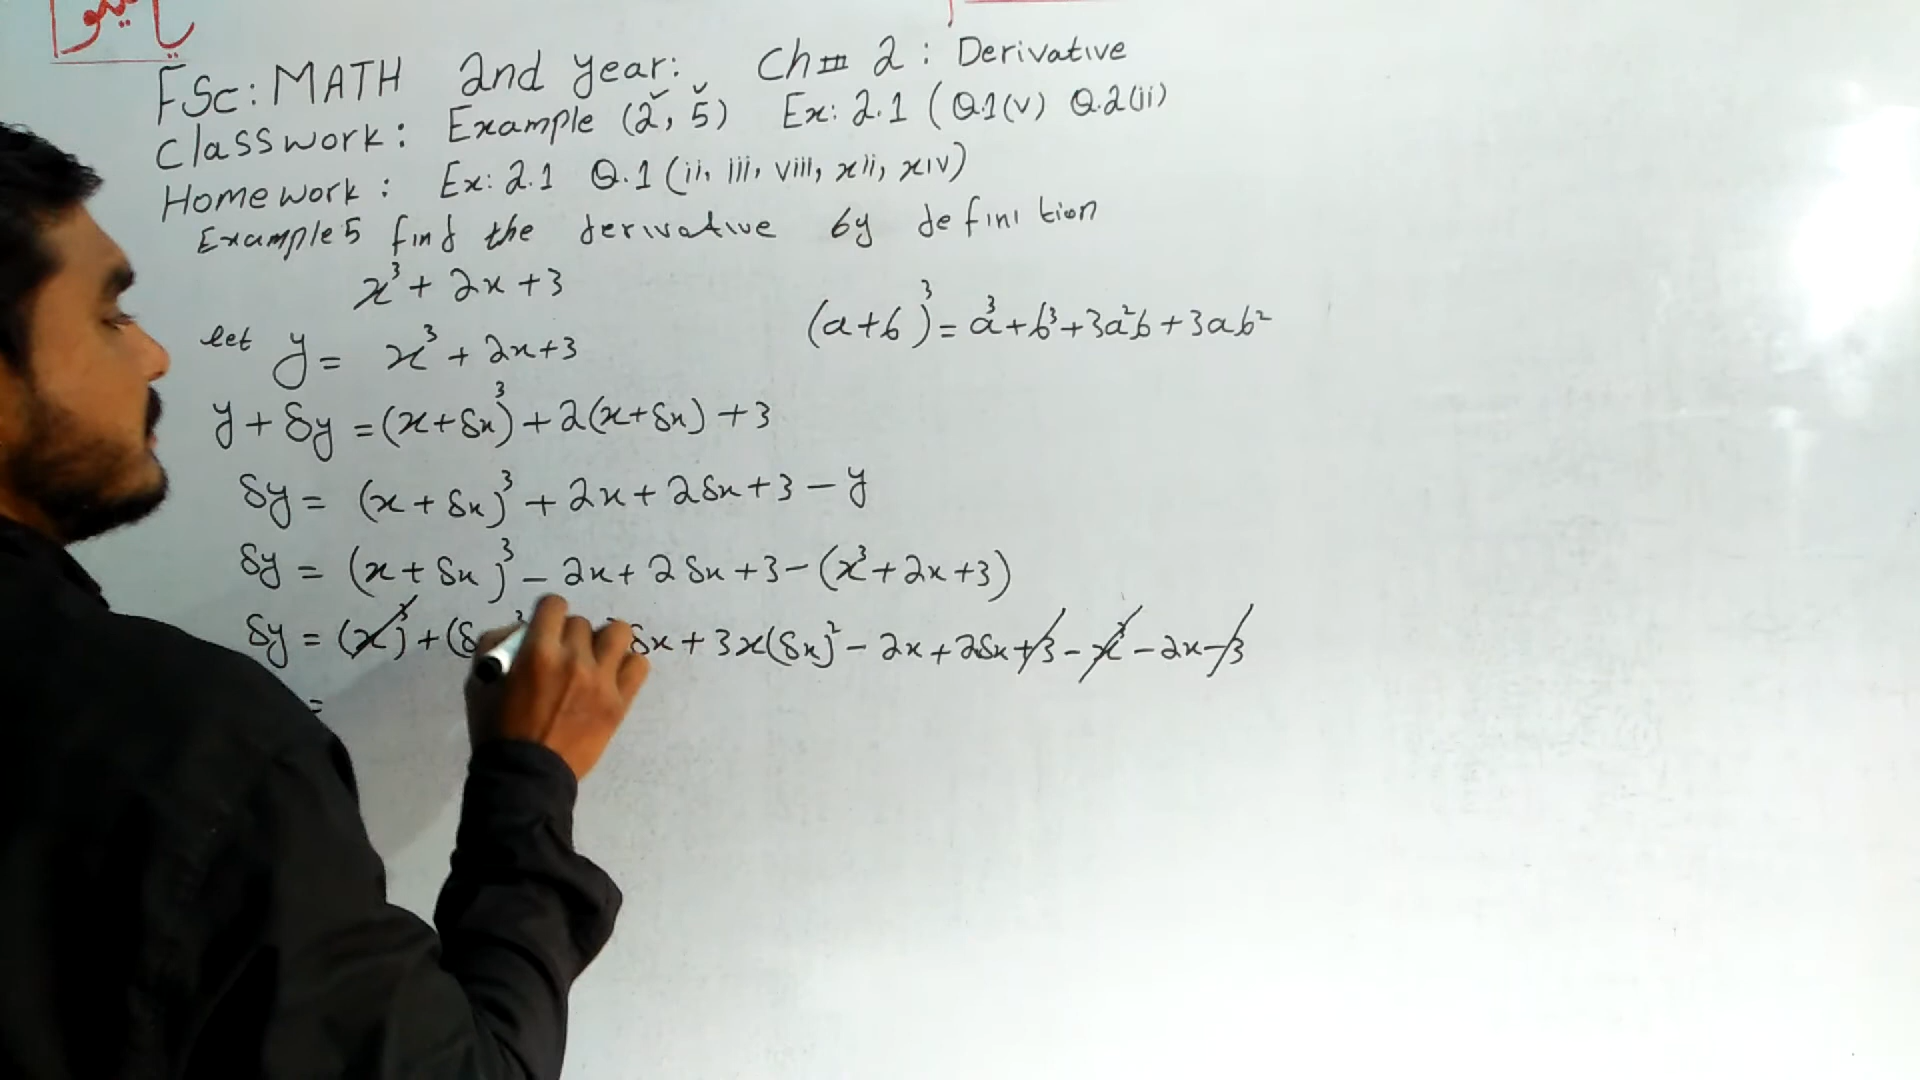 FSc: MATH 2nd year: Ch# 2: Derivative
Classwork: Example (2, 5) Ex: 2.1 (Q.1(v) Q.2(ii)
Homework: Ex: 2.1 Q.1 (ii, iii, viii, xii, xiv)
Example 5 find the derivative by definition
x³ + 2x + 3
(a+b)³ = a³ + b³ + 3a²b + 3ab²
let y = x³ + 2x + 3
y + δy = (x + δx)³ + 2(x + δx) + 3
δy = (x + δx)³ + 2x + 2δx + 3 − y
δy = (x + δx)³ − 2x + 2δx + 3 − (x³ + 2x + 3)
δy = (x)³ + (δ δx + 3x(δx)² − 2x + 2δx + 3 − x³ − 2x − 3
=